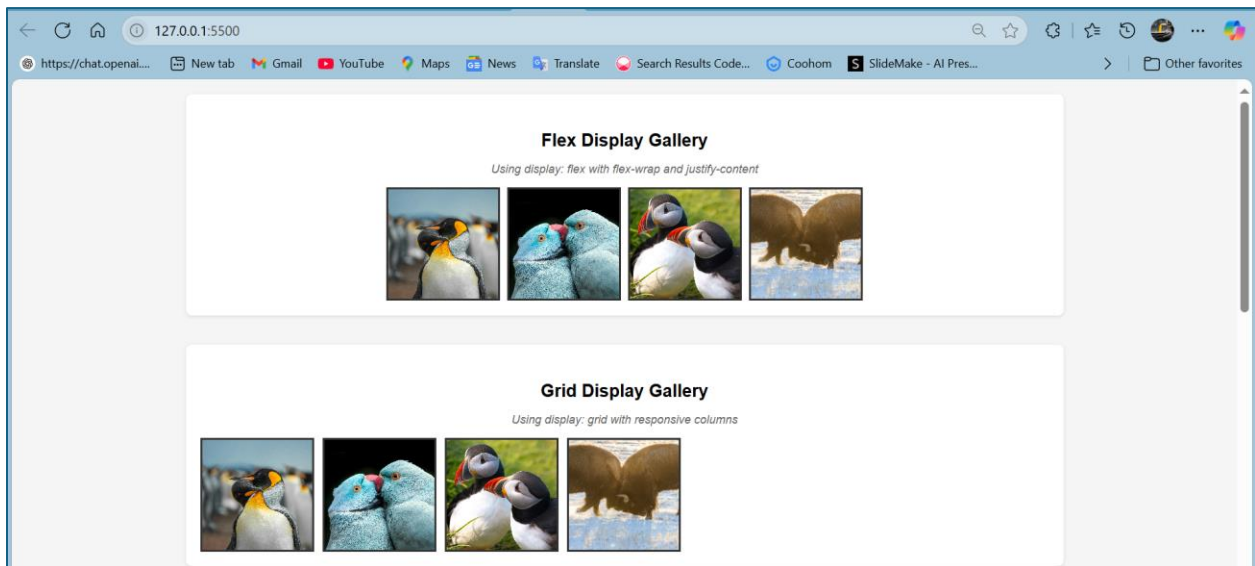 127.0.0.1:5500
https://chat.openai.... New tab Gmail YouTube Maps News Translate Search Results Code... Coohom S SlideMake - AI Pres... Other favorites
Flex Display Gallery
Using display: flex with flex-wrap and justify-content
Grid Display Gallery
Using display: grid with responsive columns